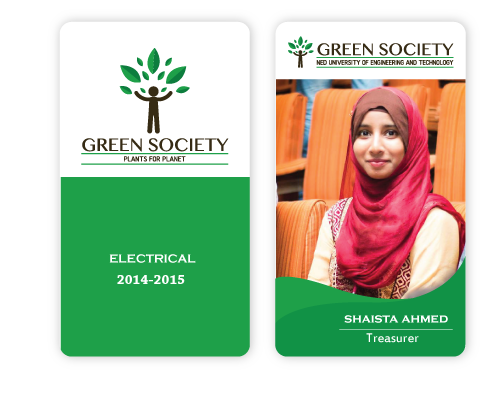 GREEN SOCIETY
PLANTS FOR PLANET
ELECTRICAL
2014-2015
GREEN SOCIETY
NED UNIVERSITY OF ENGINEERING AND TECHNOLOGY
SHAISTA AHMED
Treasurer